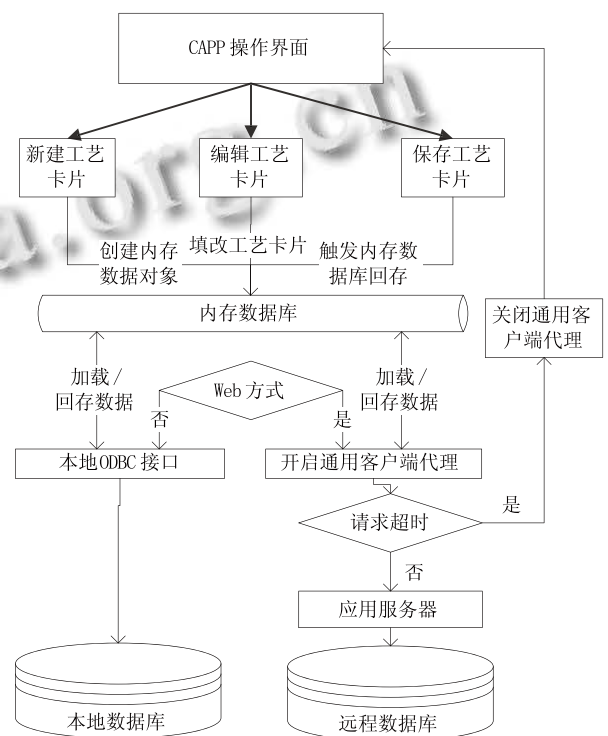 CAPP 操作界面
新建工艺
卡片
编辑工艺
卡片
保存工艺
卡片
创建内存
数据对象
填改工艺卡片
触发内存数
据库回存
内存数据库
关闭通用客
户端代理
加载/
回存数据
Web 方式
加载/
回存数据
否
是
本地ODBC 接口
开启通用客户端代理
请求超时
是
否
应用服务器
本地数据库
远程数据库
a.org.cn